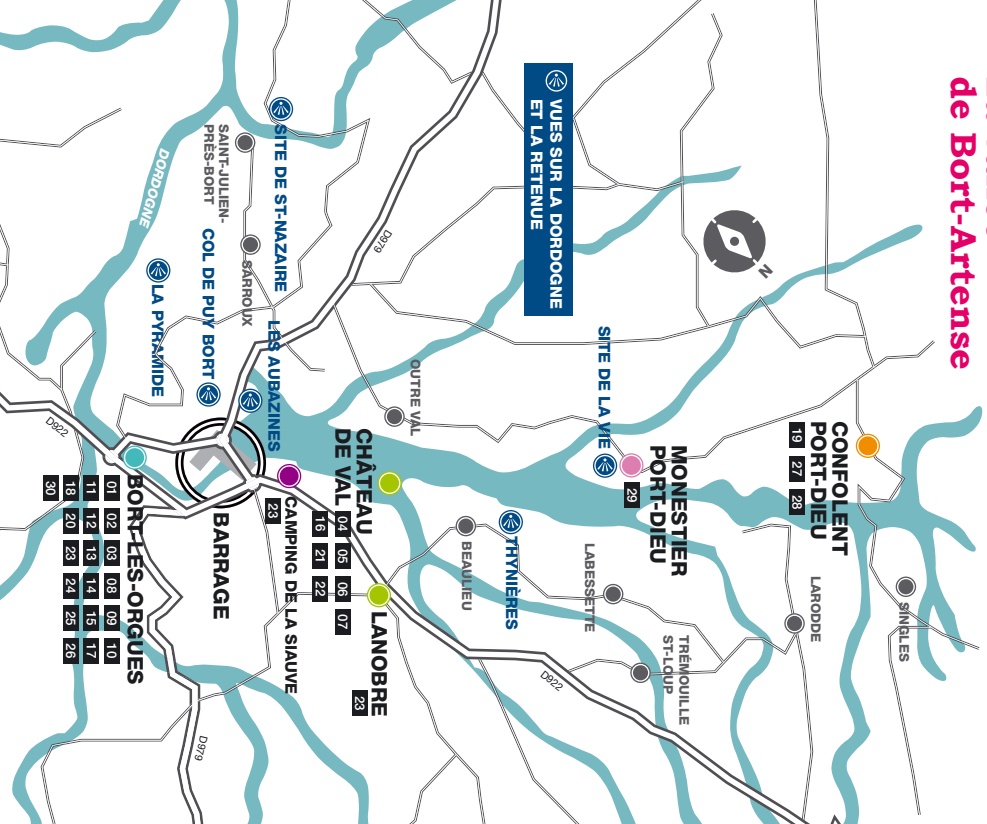 de Bort-Artense
VUES SUR LA DORDOGNE
ET LA RETENUE
N
CONFOLENT
PORT-DIEU
19 27 28
SINGLES
LARODDE
MONESTIER
PORT-DIEU
29
TRÉMOUILLE
ST-LOUP
SITE DE LA VIE
LABESSETTE
THYNIÈRES
BEAULIEU
OUTRE VAL
D979
D922
CHÂTEAU
DE VAL
04 05 06 07
16 21 22
LANOBRE
23
SITE DE ST-NAZAIRE
LES AUBAZINES
CAMPING DE LA SIAUVE
23
SARROUX
SAINT-JULIEN-
PRÈS-BORT
COL DE PUY BORT
BARRAGE
DORDOGNE
LA PYRAMIDE
D979
BORT-LES-ORGUES
01 02 03 08 09 10
11 12 13 14 15 17
18 20 23 24 25 26
30
D922